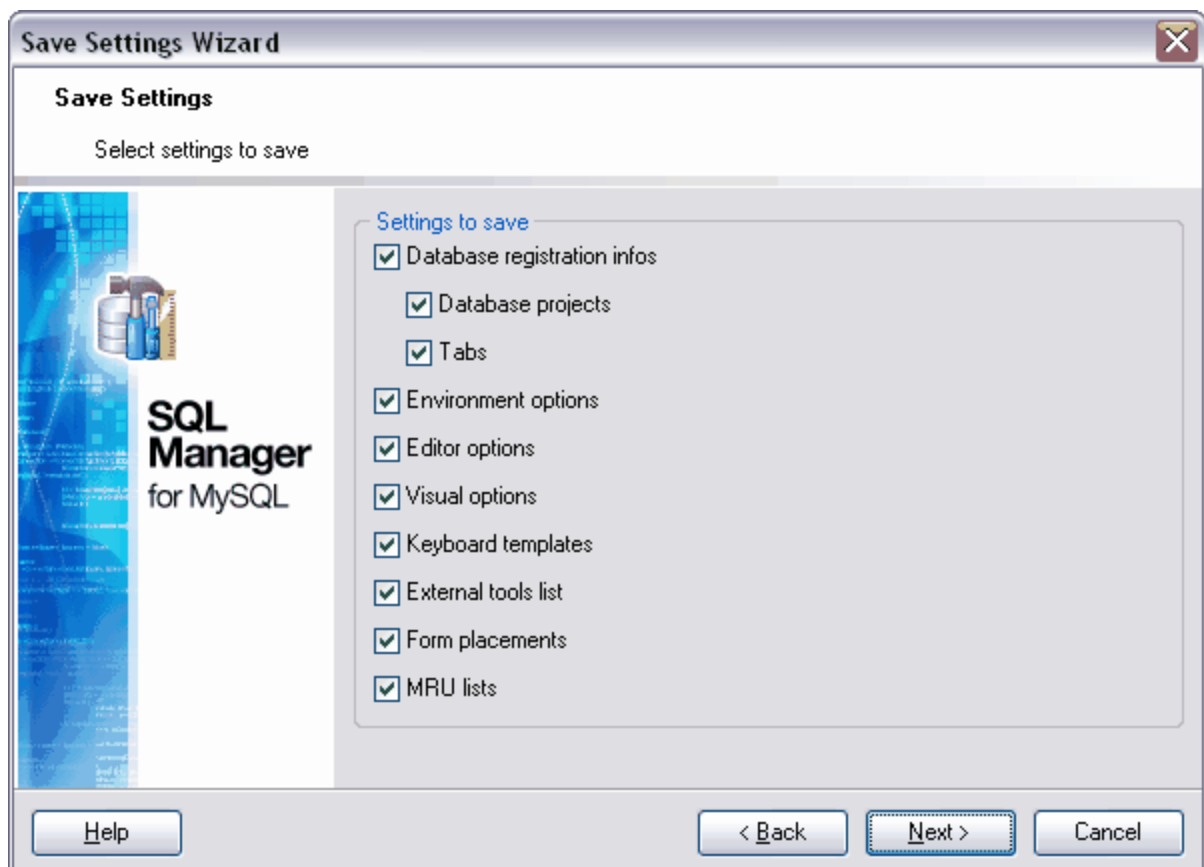 Save Settings Wizard
Save Settings
Select settings to save
SQL
Manager
for MySQL
Settings to save
Database registration infos
Database projects
Tabs
Environment options
Editor options
Visual options
Keyboard templates
External tools list
Form placements
MRU lists
Help
< Back
Next >
Cancel